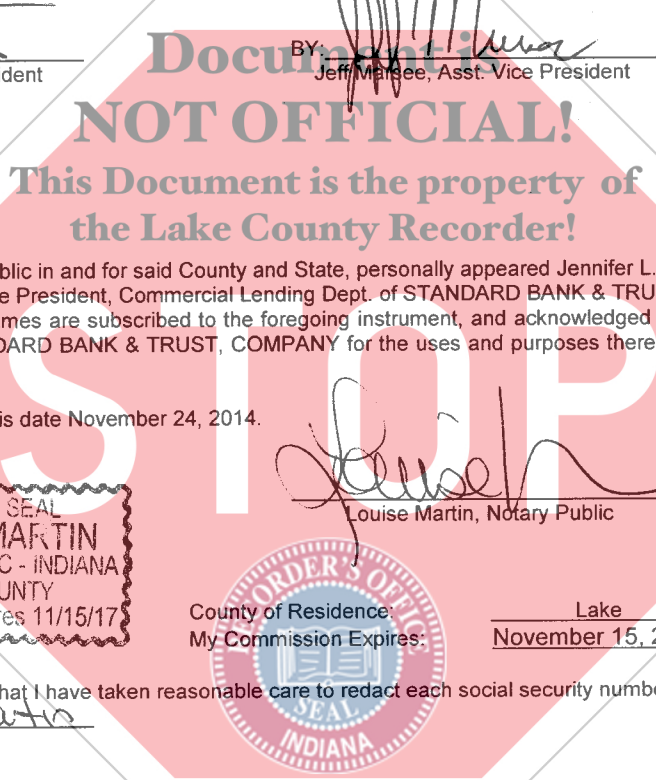 Document is
BY:
dent
Jeff Marsee, Asst. Vice President
NOT OFFICIAL!
This Document is the property of
the Lake County Recorder!
blic in and for said County and State, personally appeared Jennifer L.
e President, Commercial Lending Dept. of STANDARD BANK & TRU
mes are subscribed to the foregoing instrument, and acknowledged
DARD BANK & TRUST, COMPANY for the uses and purposes there
STOP
is date November 24, 2014.
Louise
Louise Martin, Notary Public
SEAL
MARTIN
C - INDIANA
UNTY
res 11/15/17
RECORDER'S OFFICE
SEAL
INDIANA
County of Residence: Lake
My Commission Expires: November 15, 2
hat I have taken reasonable care to redact each social security numbe